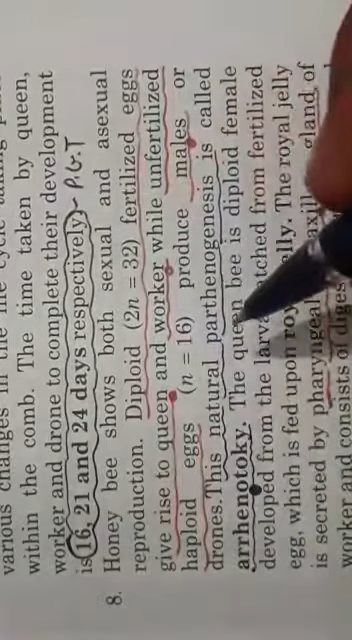 various changes in the life cycle taking
within the comb. The time taken by queen,
worker and drone to complete their development
is 16, 21 and 24 days respectively. P.G.T
8. Honey bee shows both sexual and asexual
reproduction. Diploid (2n = 32) fertilized eggs
give rise to queen and worker while unfertilized
haploid eggs (n = 16) produce males or
drones. This natural parthenogenesis is called
arrhenotoky. The queen bee is diploid female
developed from the larva hatched from fertilized
egg, which is fed upon royal jelly. The royal jelly
is secreted by pharyngeal gland of
worker and consists of